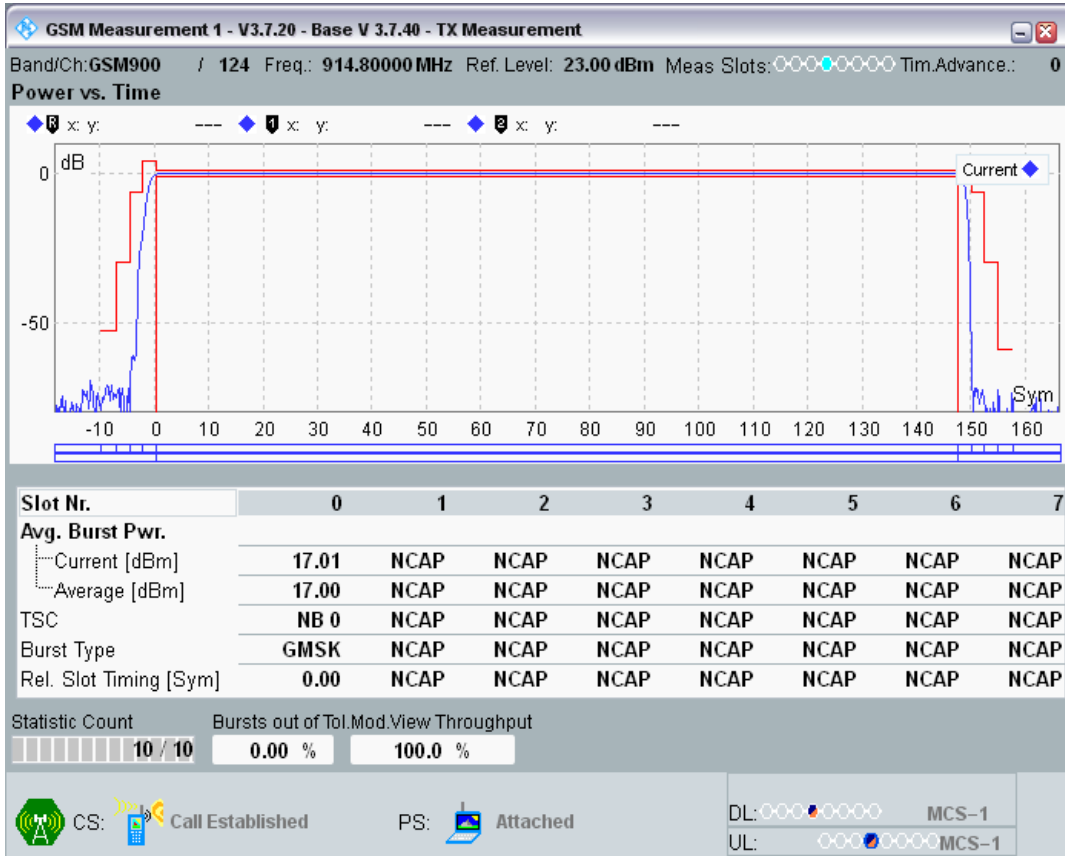 GSM Measurement 1 - V3.7.20 - Base V 3.7.40 - TX Measurement
Band/Ch:GSM900 / 124 Freq.: 914.80000 MHz Ref. Level: 23.00 dBm Meas Slots: Tim.Advance.: 0
Power vs. Time
R x: y: --- 1 x: y: --- 2 x: y: ---
dB
0
Current
-50
Sym
-10 0 10 20 30 40 50 60 70 80 90 100 110 120 130 140 150 160
Slot Nr. 0 1 2 3 4 5 6 7
Avg. Burst Pwr.
Current [dBm] 17.01 NCAP NCAP NCAP NCAP NCAP NCAP NCAP
Average [dBm] 17.00 NCAP NCAP NCAP NCAP NCAP NCAP NCAP
TSC NB 0 NCAP NCAP NCAP NCAP NCAP NCAP NCAP
Burst Type GMSK NCAP NCAP NCAP NCAP NCAP NCAP NCAP
Rel. Slot Timing [Sym] 0.00 NCAP NCAP NCAP NCAP NCAP NCAP NCAP
Statistic Count Bursts out of Tol.Mod.View Throughput
10 / 10 0.00 % 100.0 %
CS: Call Established PS: Attached
DL: MCS-1
UL: MCS-1